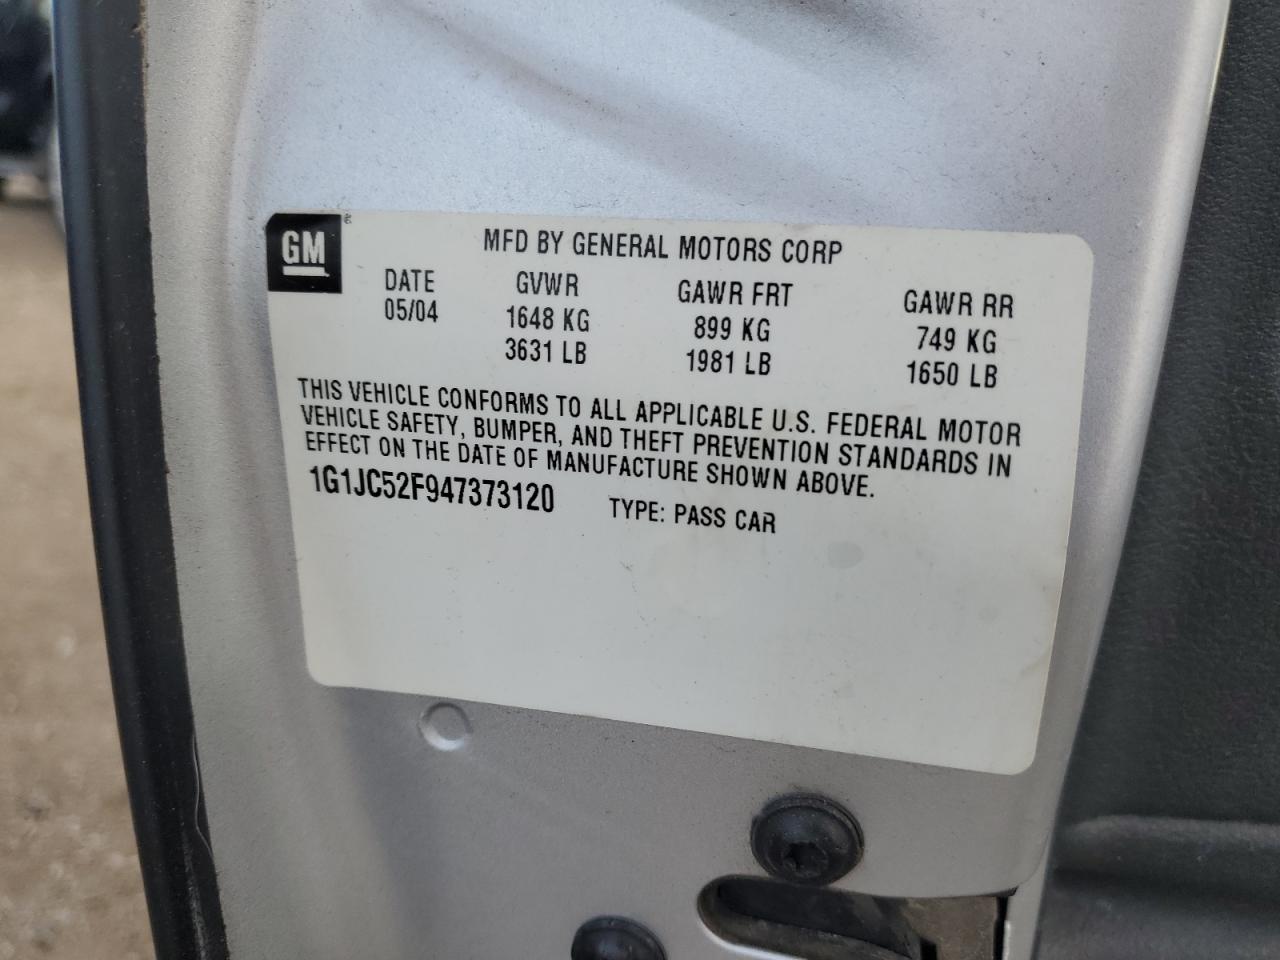 GM®
MFD BY GENERAL MOTORS CORP
DATE GVWR GAWR FRT GAWR RR
05/04 1648 KG 899 KG 749 KG
3631 LB 1981 LB 1650 LB
THIS VEHICLE CONFORMS TO ALL APPLICABLE U.S. FEDERAL MOTOR
VEHICLE SAFETY, BUMPER, AND THEFT PREVENTION STANDARDS IN
EFFECT ON THE DATE OF MANUFACTURE SHOWN ABOVE.
1G1JC52F947373120 TYPE: PASS CAR